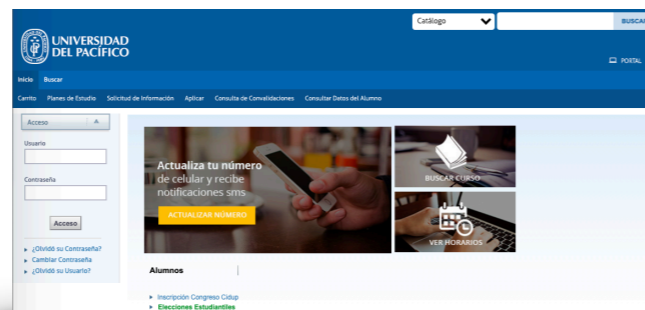 Catálogo
BUSCAR
UNIVERSIDAD
DEL PACÍFICO
PORTAL
Inicio Buscar
Carrito Planes de Estudio Solicitud de Información Aplicar Consulta de Convalidaciones Consultar Datos del Alumno
Acceso
Usuario
Contraseña
Acceso
¿Olvidó su Contraseña?
Cambiar Contraseña
¿Olvidó su Usuario?
Actualiza tu número
de celular y recibe
notificaciones sms
ACTUALIZAR NÚMERO
BUSCAR CURSO
VER HORARIOS
Alumnos
Inscripción Congreso Cidup
Elecciones Estudiantiles